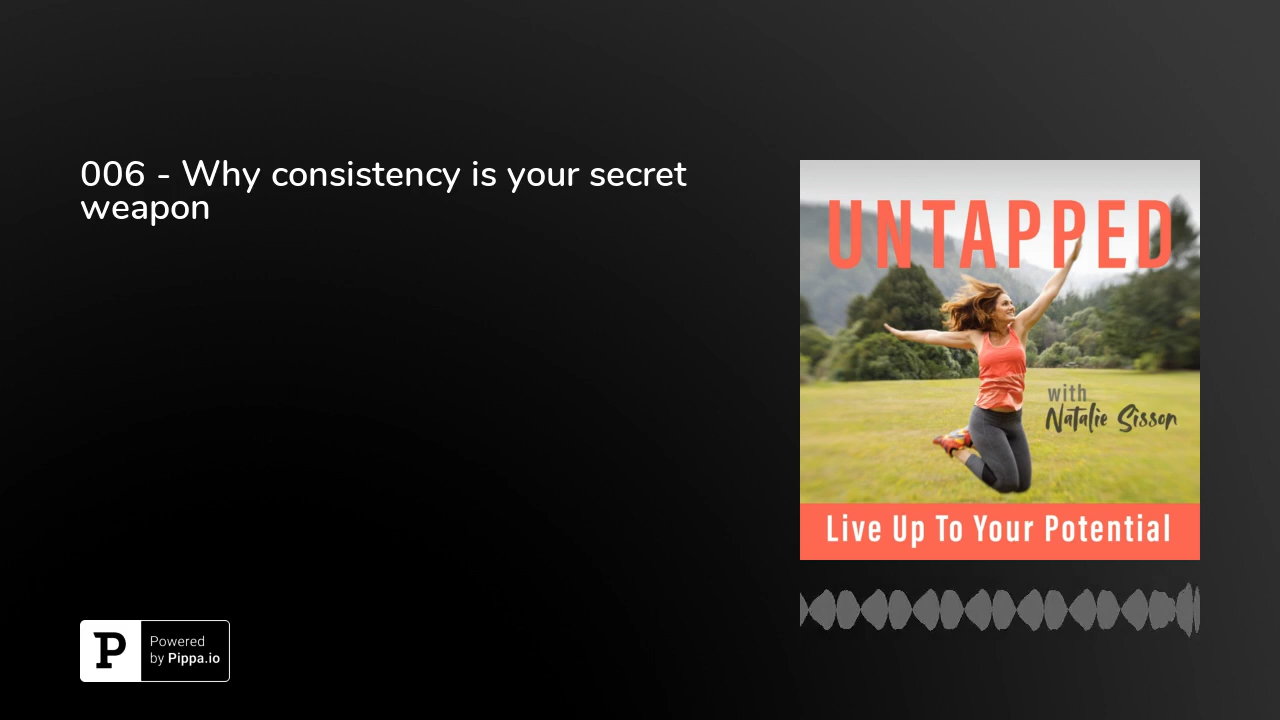 006 - Why consistency is your secret
weapon
UNTAPPED
with
Natalie Sisson
Live Up To Your Potential
P
Powered
by Pippa.io